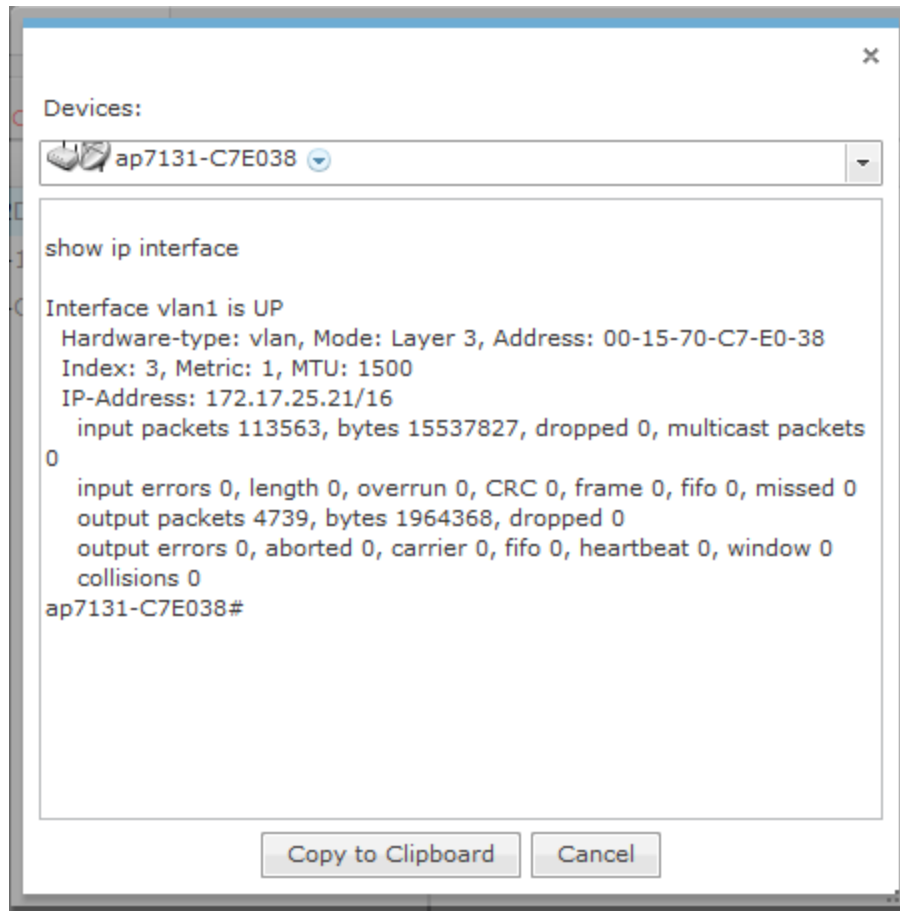 Devices:
ap7131-C7E038
show ip interface
Interface vlan1 is UP
Hardware-type: vlan, Mode: Layer 3, Address: 00-15-70-C7-E0-38
Index: 3, Metric: 1, MTU: 1500
IP-Address: 172.17.25.21/16
input packets 113563, bytes 15537827, dropped 0, multicast packets
0
input errors 0, length 0, overrun 0, CRC 0, frame 0, fifo 0, missed 0
output packets 4739, bytes 1964368, dropped 0
output errors 0, aborted 0, carrier 0, fifo 0, heartbeat 0, window 0
collisions 0
ap7131-C7E038#
Copy to Clipboard
Cancel